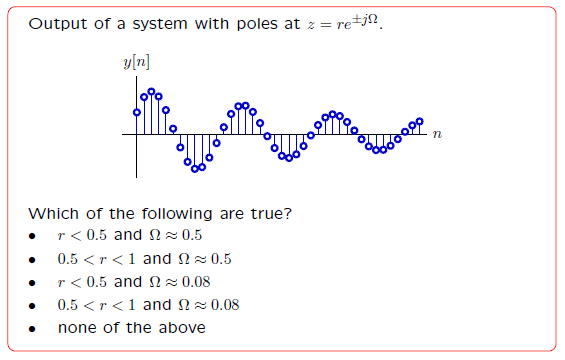 Output of a system with poles at z = re^{±jΩ}.
y[n]
n
Which of the following are true?
• r < 0.5 and Ω ≈ 0.5
• 0.5 < r < 1 and Ω ≈ 0.5
• r < 0.5 and Ω ≈ 0.08
• 0.5 < r < 1 and Ω ≈ 0.08
• none of the above